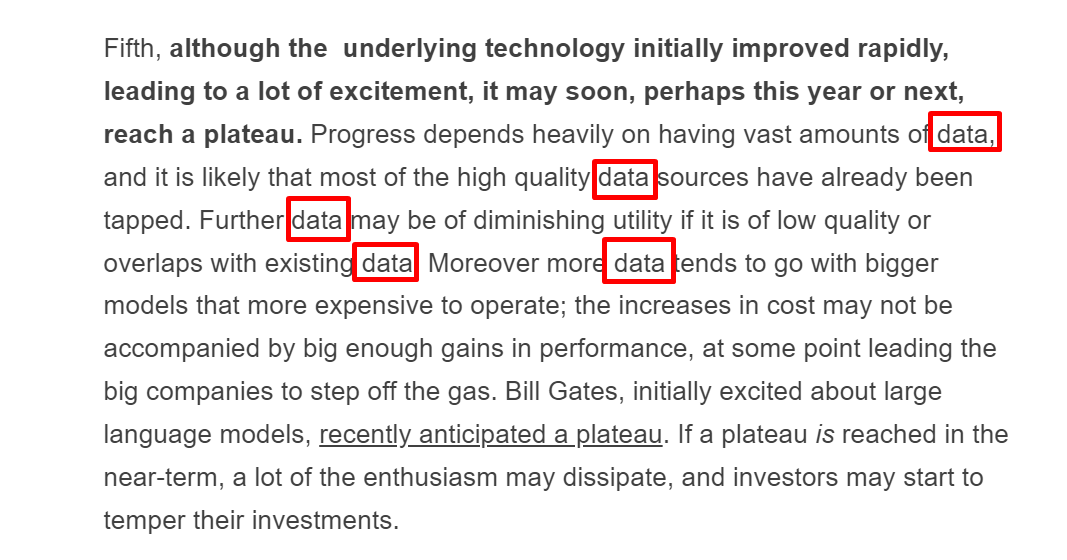 Fifth, although the  underlying technology initially improved rapidly,
leading to a lot of excitement, it may soon, perhaps this year or next,
reach a plateau. Progress depends heavily on having vast amounts of data,
and it is likely that most of the high quality data sources have already been
tapped. Further data may be of diminishing utility if it is of low quality or
overlaps with existing data Moreover more data tends to go with bigger
models that more expensive to operate; the increases in cost may not be
accompanied by big enough gains in performance, at some point leading the
big companies to step off the gas. Bill Gates, initially excited about large
language models, recently anticipated a plateau. If a plateau is reached in the
near-term, a lot of the enthusiasm may dissipate, and investors may start to
temper their investments.